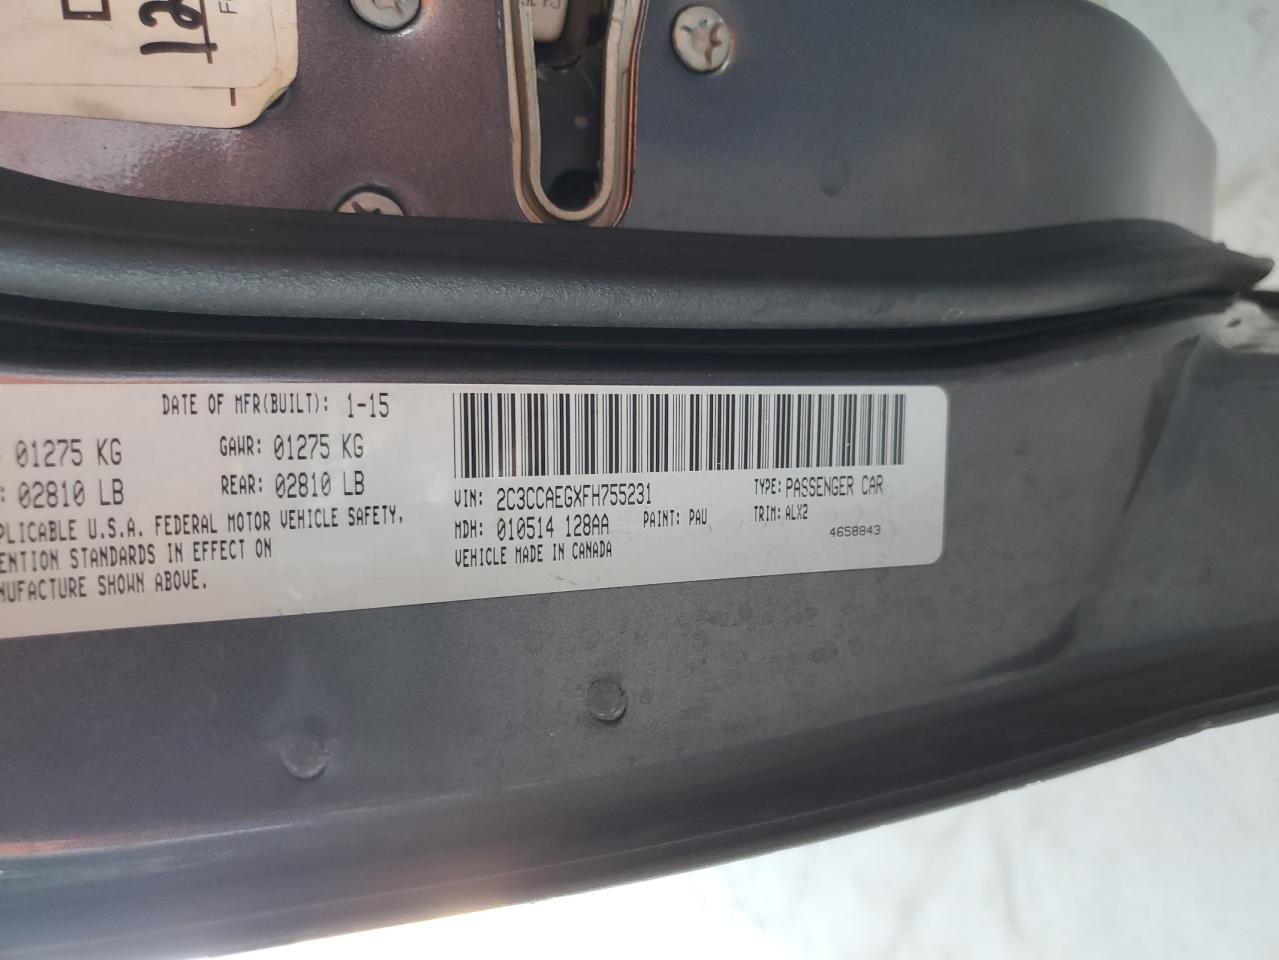 12
DATE OF MFR(BUILT): 1-15
01275 KG GAWR: 01275 KG
02810 LB REAR: 02810 LB
PLICABLE U.S.A. FEDERAL MOTOR VEHICLE SAFETY,
ENTION STANDARDS IN EFFECT ON
NUFACTURE SHOWN ABOVE.
VIN: 2C3CCAEGXFH755231 TYPE: PASSENGER CAR
MDH: 010514 128AA PAINT: PAU TRIM: ALX2
VEHICLE MADE IN CANADA 4658843